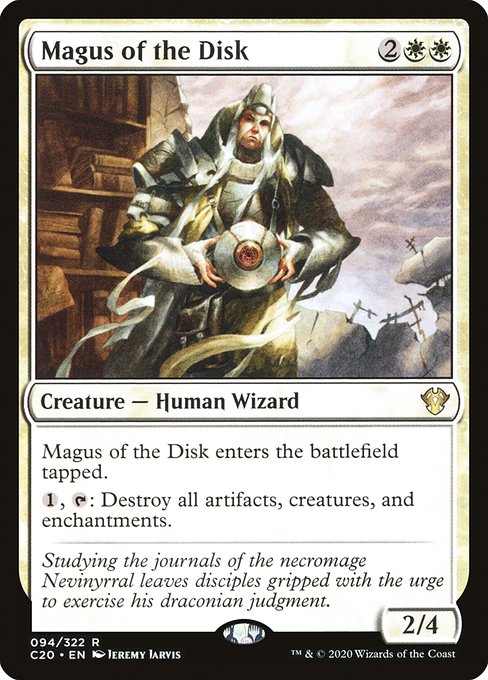 Magus of the Disk 2
Creature — Human Wizard
Magus of the Disk enters the battlefield
tapped.
1, : Destroy all artifacts, creatures, and
enchantments.
Studying the journals of the necromage
Nevinyrral leaves disciples gripped with the urge
to exercise his draconian judgment.
2/4
094/322 R
C20 • EN JEREMY JARVIS
™ & © 2020 Wizards of the Coast